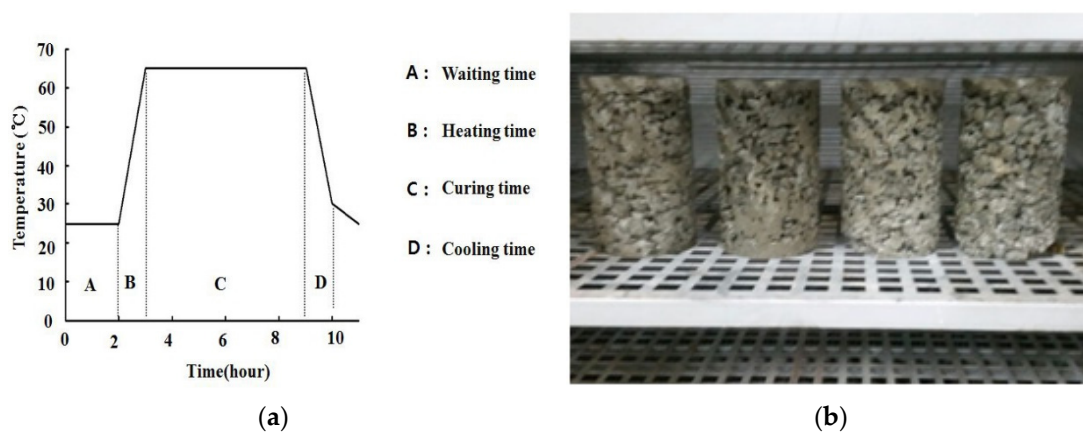 70
60
50
40
30
20
10
0
Temperature (℃)
A
B
C
D
0
2
4
6
8
10
Time(hour)
A : Waiting time
B : Heating time
C : Curing time
D : Cooling time
(a)
(b)